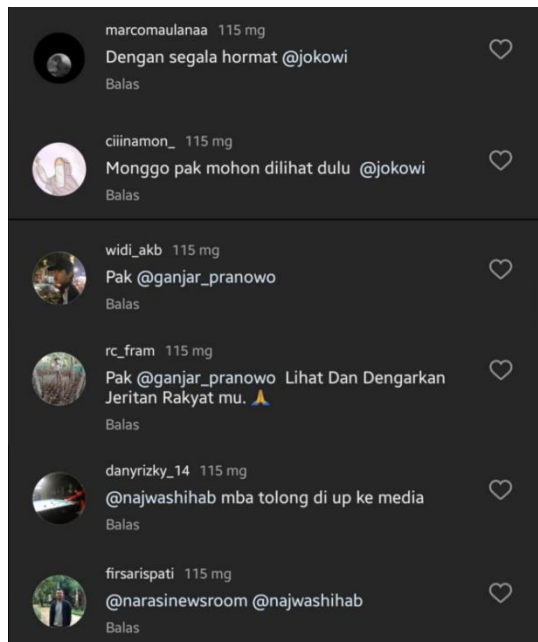 marcomaulanaa 115 mg
Dengan segala hormat @jokowi
Balas
ciiinamon_ 115 mg
Monggo pak mohon dilihat dulu @jokowi
Balas
widi_akb 115 mg
Pak @ganjar_pranowo
Balas
rc_fram 115 mg
Pak @ganjar_pranowo Lihat Dan Dengarkan
Jeritan Rakyat mu. 🙏
Balas
danyrizky_14 115 mg
@najwashihab mba tolong di up ke media
Balas
firsarispati 115 mg
@narasinewsroom @najwashihab
Balas